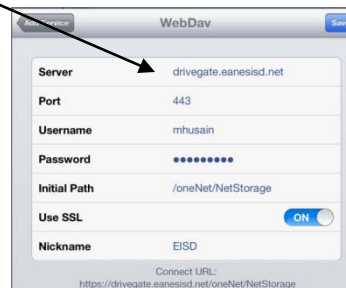 Add Service WebDav Save
Server drivegate.eanesisd.net
Port 443
Username mhusain
Password ●●●●●●●●●
Initial Path /oneNet/NetStorage
Use SSL ON
Nickname EISD
Connect URL:
https://drivegate.eanesisd.net/oneNet/NetStorage